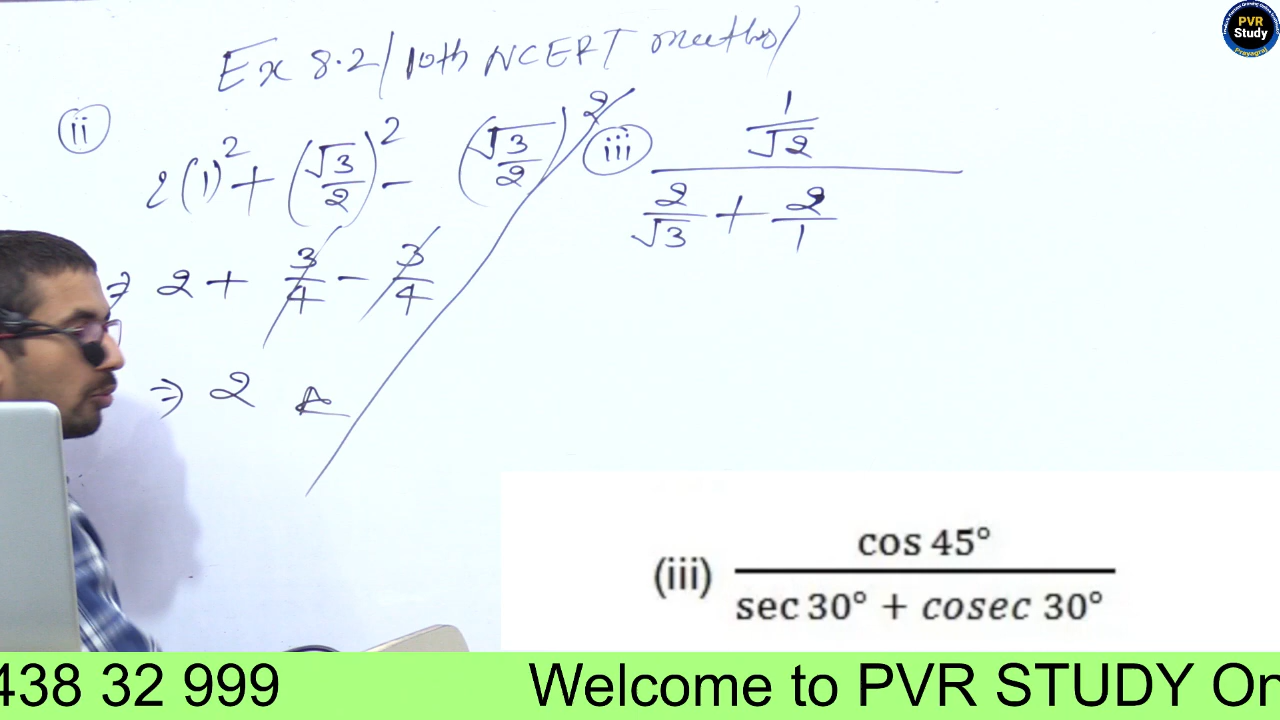 Ex 8.2/10th NCERT maths/
PVR
Study
Prayagraj
(ii) 2(1)² + (√3/2)² - (√3/2)²
⇒ 2 + 3/4 - 3/4
⇒ 2
(iii) (1/√2)/(2/√3 + 2/1)
(iii) cos 45°
sec 30° + cosec 30°
438 32 999 Welcome to PVR STUDY On